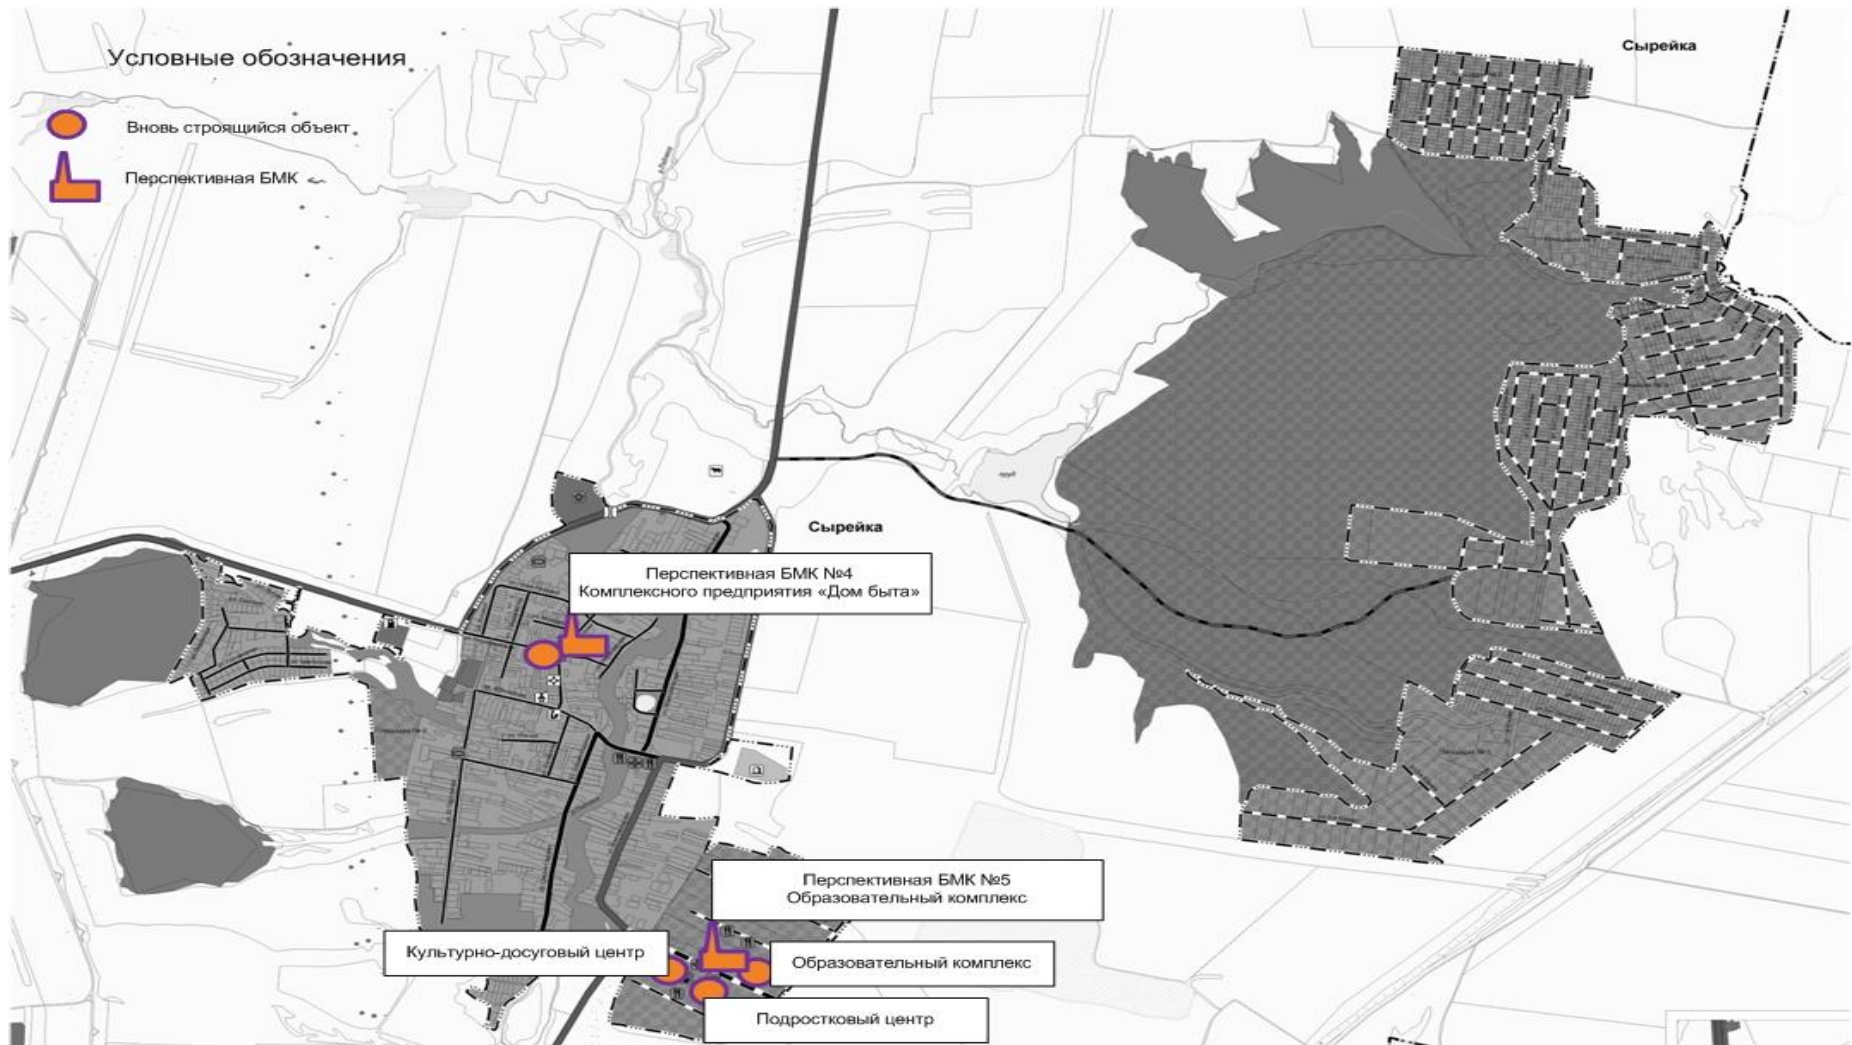 Условные обозначения
Вновь строящийся объект
Перспективная БМК
Сырейка
пруд
Сырейка
Перспективная БМК №4
Комплексного предприятия «Дом быта»
Перспективная БМК №5
Образовательный комплекс
Культурно-досуговый центр
Образовательный комплекс
Подростковый центр